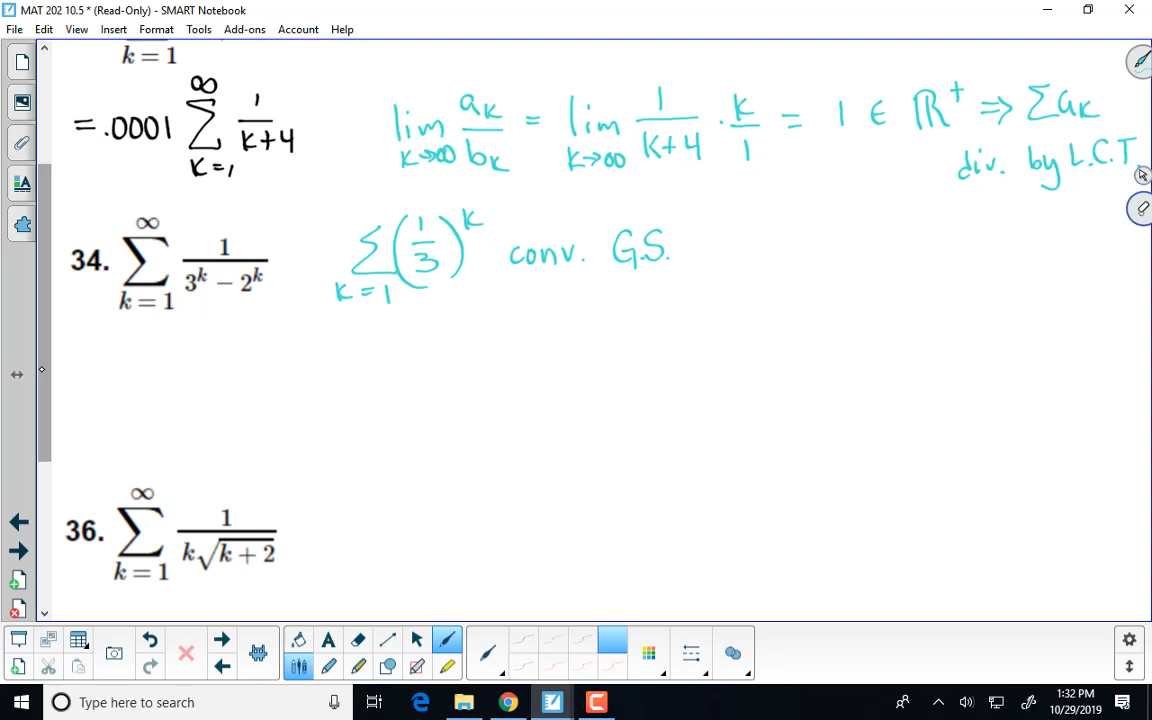 MAT 202 10.5 * (Read-Only) - SMART Notebook
File Edit View Insert Format Tools Add-ons Account Help
k = 1
= .0001 ∞ Σ K=1 1/(k+4)
lim k→∞ ak/bk = lim k→∞ 1/(k+4) · k/1 = 1 ∈ ℝ+ ⇒ Σak
div. by L.C.T.
34. ∞ Σ k = 1 1/(3^k − 2^k)
Σ k=1 (1/3)^k conv. G.S.
36. ∞ Σ k = 1 1/(k√(k + 2))
Type here to search
1:32 PM
10/29/2019